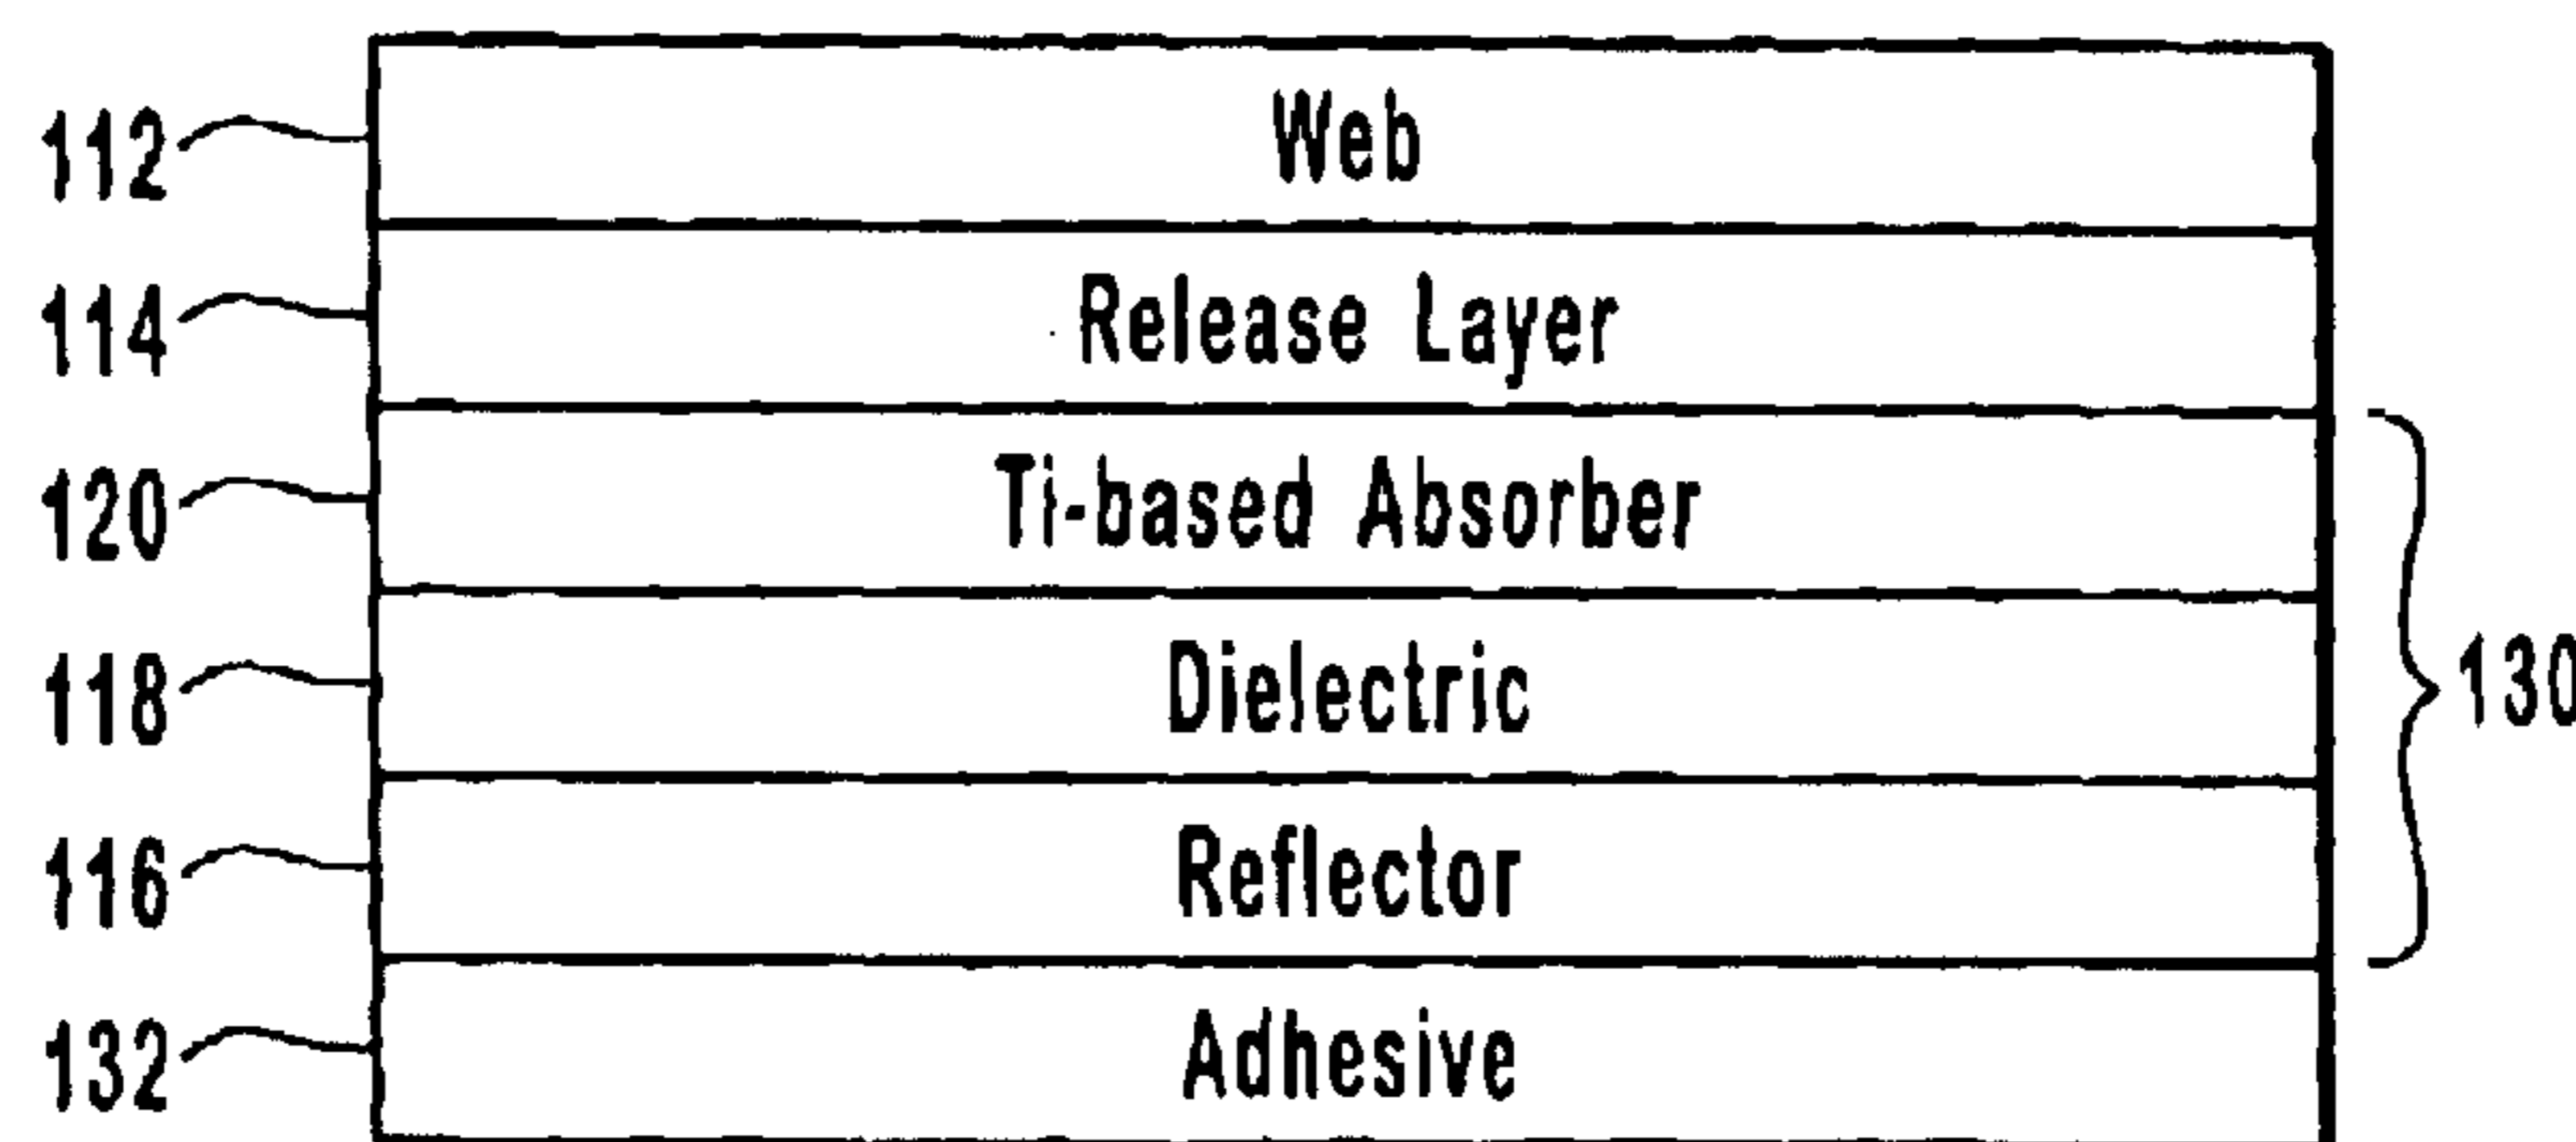 112 Web
114 Release Layer
120 Ti-based Absorber
118 Dielectric
130
116 Reflector
132 Adhesive